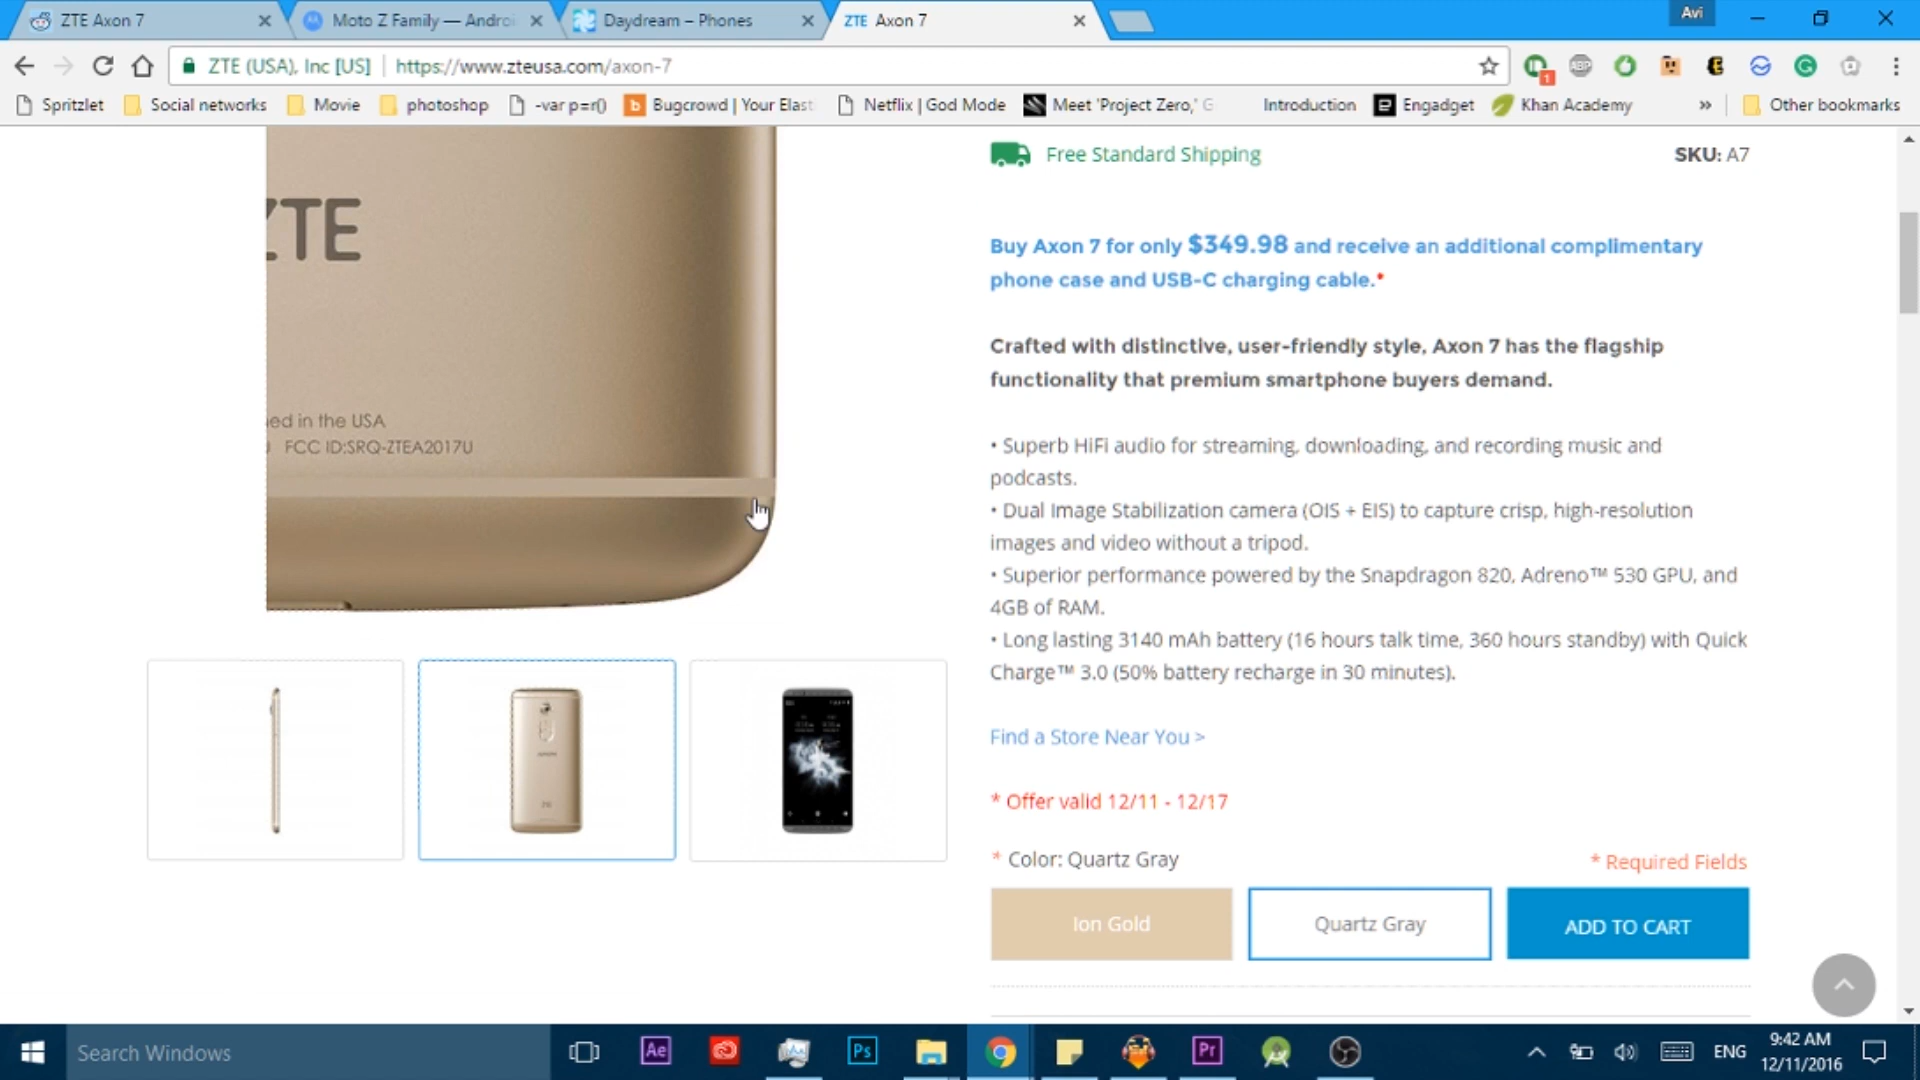 ZTE Axon 7
Moto Z Family — Androi
Daydream – Phones
ZTE Axon 7
Avi
ZTE (USA), Inc [US] https://www.zteusa.com/axon-7
1
ABP
Spritzlet
Social networks
Movie
photoshop
-var p=r()
Bugcrowd | Your Elast
Netflix | God Mode
Meet 'Project Zero,' G
Introduction
Engadget
Khan Academy
»
Other bookmarks
Free Standard Shipping
SKU: A7
Buy Axon 7 for only $349.98 and receive an additional complimentary
phone case and USB-C charging cable.*
Crafted with distinctive, user-friendly style, Axon 7 has the flagship
functionality that premium smartphone buyers demand.
• Superb HiFi audio for streaming, downloading, and recording music and
podcasts.
• Dual Image Stabilization camera (OIS + EIS) to capture crisp, high-resolution
images and video without a tripod.
• Superior performance powered by the Snapdragon 820, Adreno™ 530 GPU, and
4GB of RAM.
• Long lasting 3140 mAh battery (16 hours talk time, 360 hours standby) with Quick
Charge™ 3.0 (50% battery recharge in 30 minutes).
Find a Store Near You >
* Offer valid 12/11 - 12/17
* Color: Quartz Gray
* Required Fields
Ion Gold
Quartz Gray
ADD TO CART
ZTE
ned in the USA
FCC ID:SRQ-ZTEA2017U
Search Windows
Ae
Ps
Pr
ENG
9:42 AM
12/11/2016